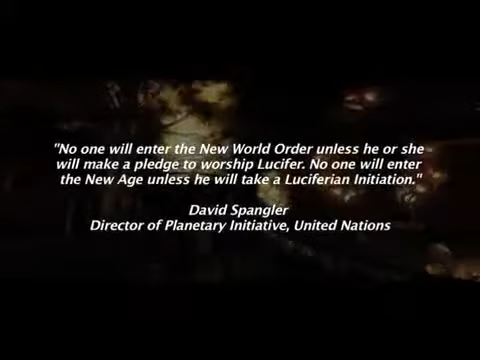 "No one will enter the New World Order unless he or she
will make a pledge to worship Lucifer. No one will enter
the New Age unless he will take a Luciferian Initiation."
David Spangler
Director of Planetary Initiative, United Nations